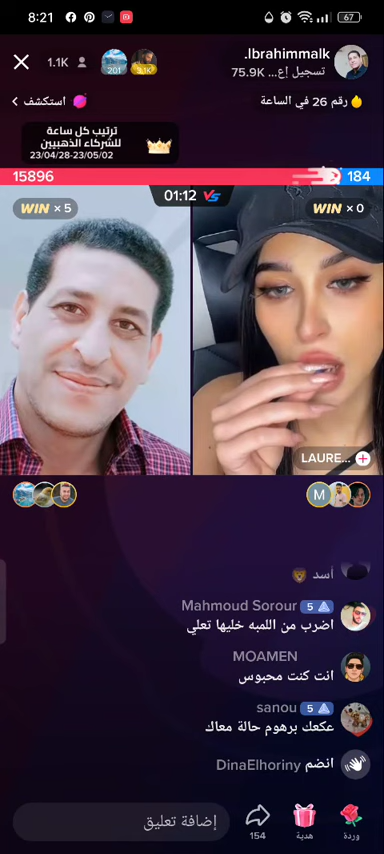 8:21
67
.Ibrahimmalk
تسجيل إع... 75.9K
1.1K
201
3.1K
رقم 26 في الساعة
استكشف
ترتيب كل ساعة
للشركاء الذهبيين
23/04/28-23/05/02
15896
184
01:12 VS
WIN × 5
WIN × 0
LAURE...
M
أسد 🦁
Mahmoud Sorour 5
اضرب من اللمبه خليها تعلي
MOAMEN
انت كنت محبوس
sanou 5
عكعك برهوم حالة معاك
DinaElhoriny انضم
إضافة تعليق
154
هدية
وردة